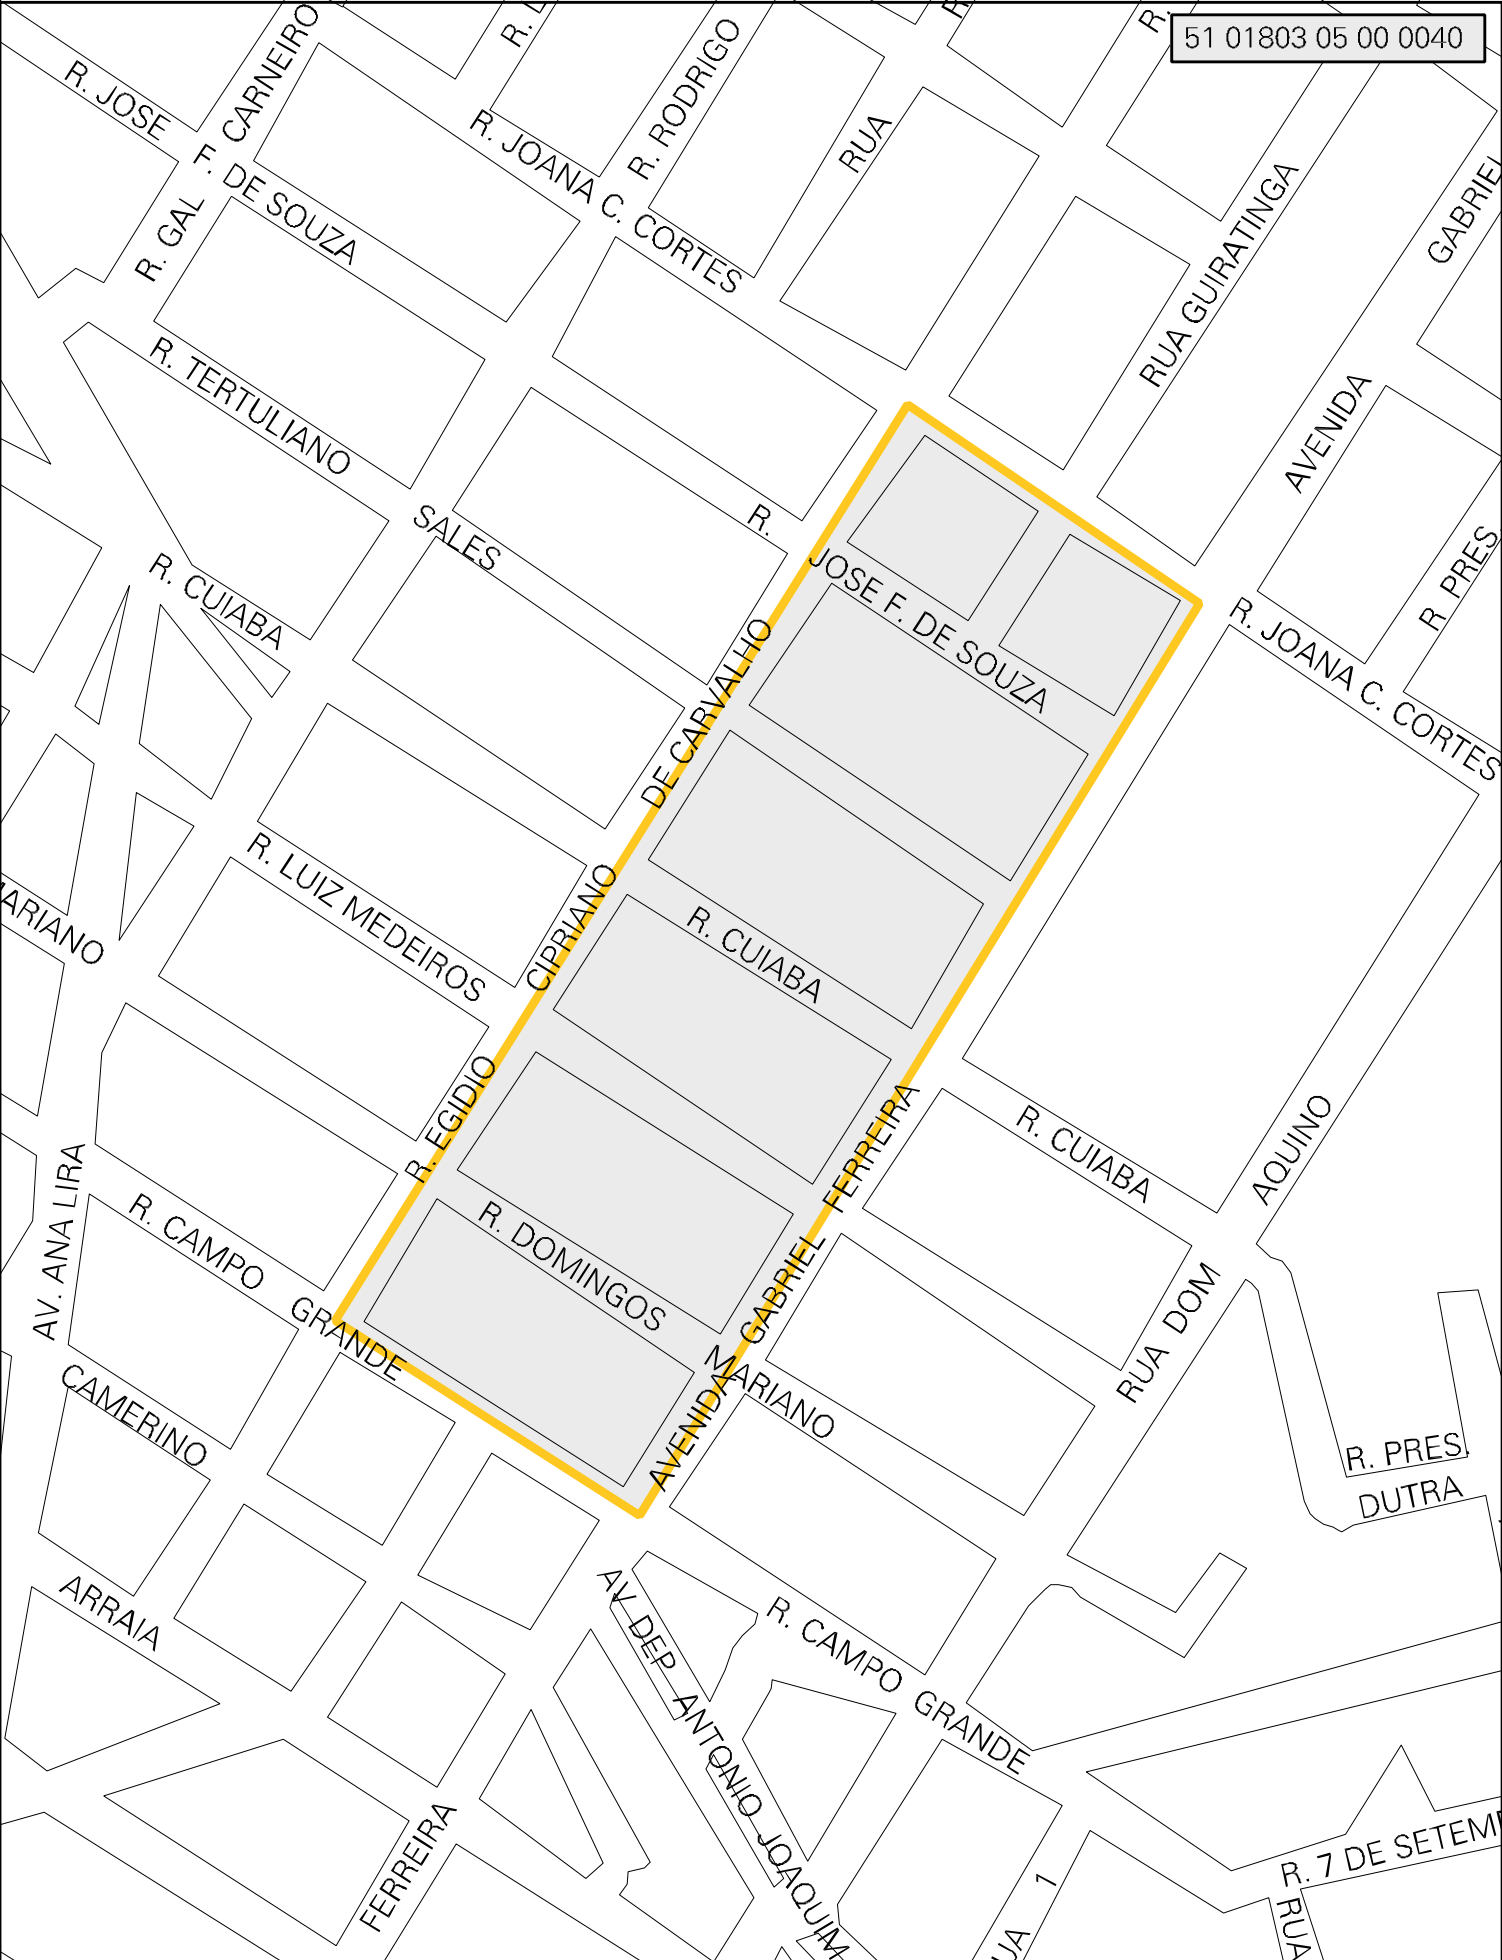 51 01803 05 00 0040
R. JOSE
F. DE SOUZA
R. GAL
CARNEIRO
R. JOANA C. CORTES
R. RODRIGO
RUA
RUA GUIRATINGA
AVENIDA
R. TERTULIANO
SALES
R.
JOSE F. DE SOUZA
R. PRES.
R. JOANA C. CORTES
R. CUIABA
R. EGIDIO
CIPRIANO
DE CARVALHO
R. LUIZ MEDEIROS
R. CUIABA
R. CUIABA
AVENIDA
GABRIEL
FERREIRA
RUA DOM
AQUINO
AV. ANA LIRA
R. CAMPO
GRANDE
R. DOMINGOS
MARIANO
CAMERINO
ARRAIA
R. PRES.
DUTRA
AV DEP ANTONIO JOAQUIM
R. CAMPO GRANDE
FERREIRA
1
R. 7 DE
RUA